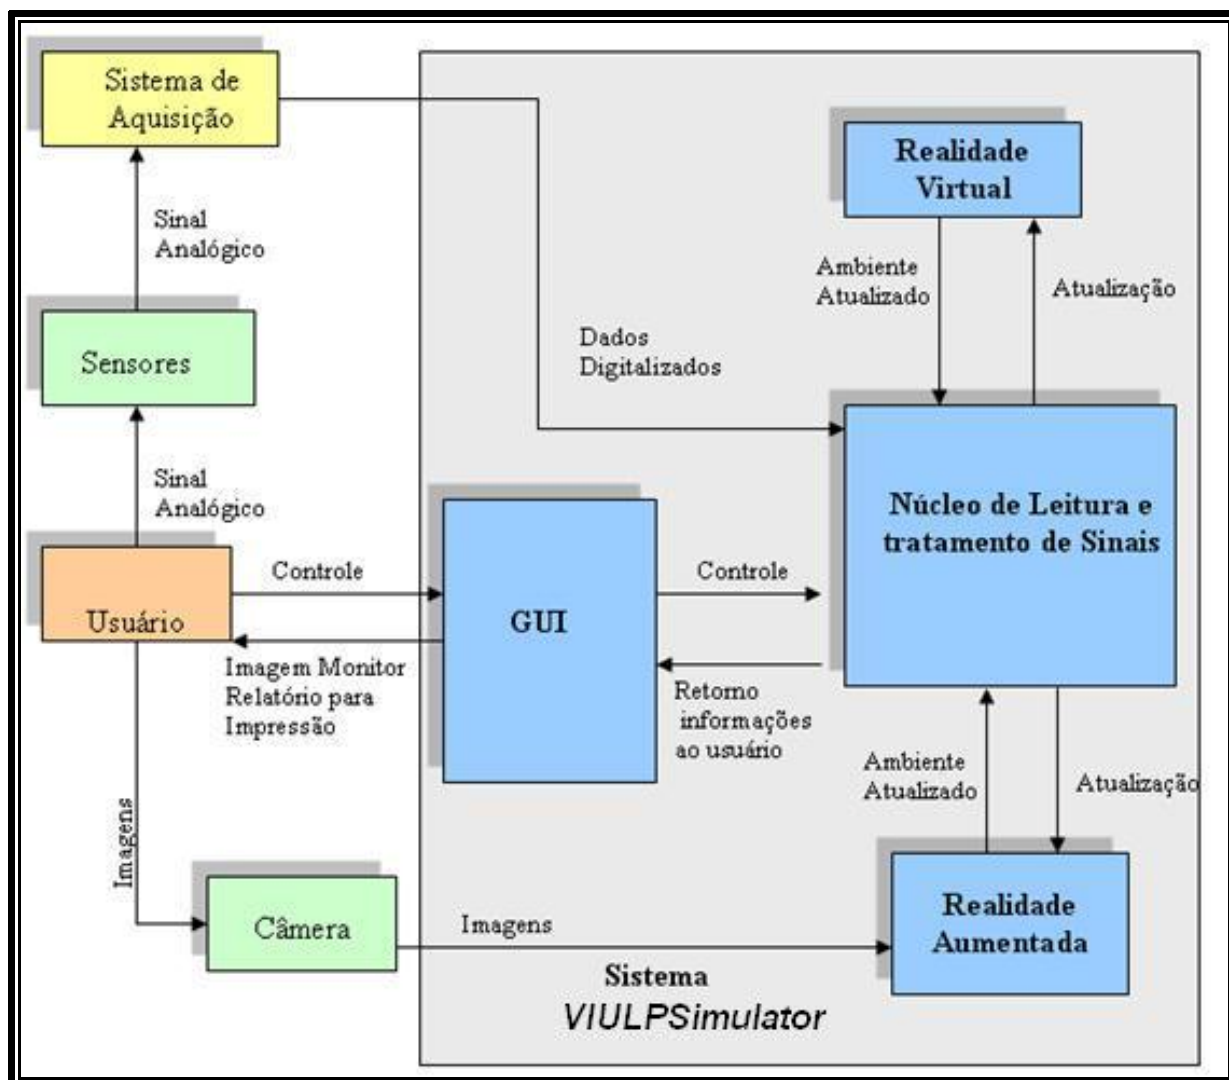 Sistema de
Aquisição
Realidade
Virtual
Sinal
Analógico
Ambiente
Atualizado
Atualização
Sensores
Dados
Digitalizados
Sinal
Analógico
Núcleo de Leitura e
tratamento de Sinais
Usuário
Controle
GUI
Controle
Imagem Monitor
Relatório para
Impressão
Retorno
informações
ao usuário
Ambiente
Atualizado
Atualização
Imagens
Câmera
Imagens
Realidade
Aumentada
Sistema
VIULPSimulator